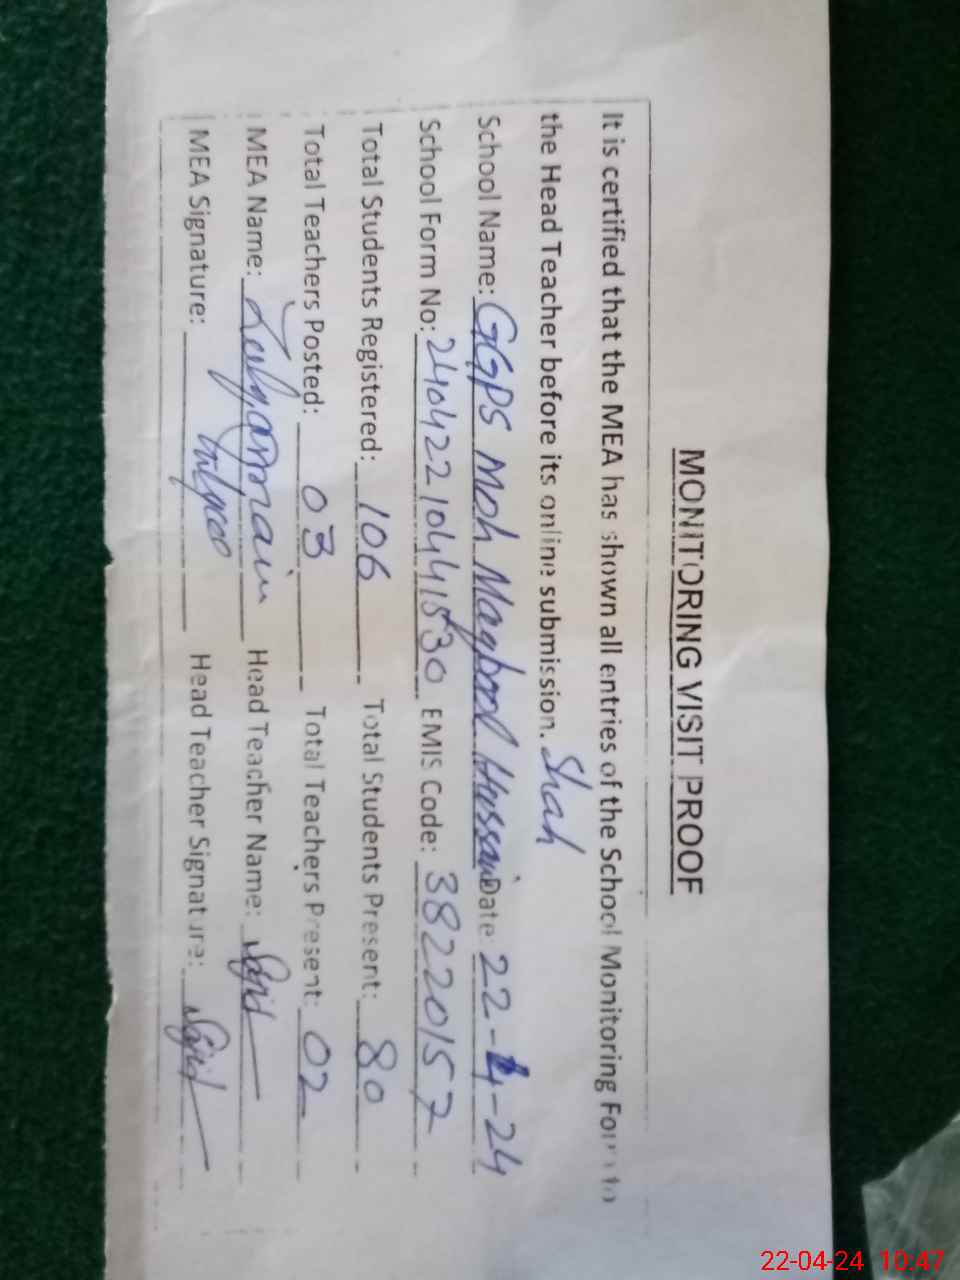 MONITORING VISIT PROOF
It is certified that the MEA has shown all entries of the School Monitoring Form to
the Head Teacher before its online submission. Shah
School Name: GGPS Moh Maqbool Hussain Date: 22-4-24
School Form No: 24042210441530 EMIS Code: 38220157
Total Students Registered: 106 Total Students Present: 80
Total Teachers Posted: 03 Total Teachers Present: 02
MEA Name: Zulqarnain Head Teacher Name:
MEA Signature: Head Teacher Signature:
22-04-24 10:47